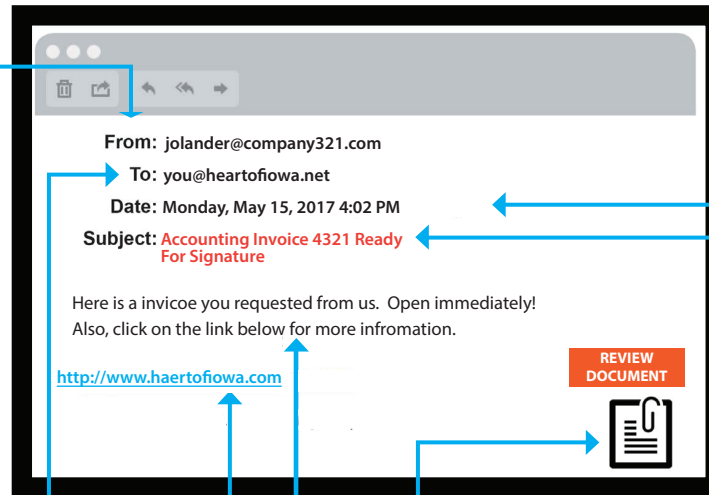 From: jolander@company321.com
To: you@heartofiowa.net
Date: Monday, May 15, 2017 4:02 PM
Subject: Accounting Invoice 4321 Ready
For Signature
Here is a invicoe you requested from us. Open immediately!
Also, click on the link below for more infromation.
http://www.haertofiowa.com
REVIEW
DOCUMENT